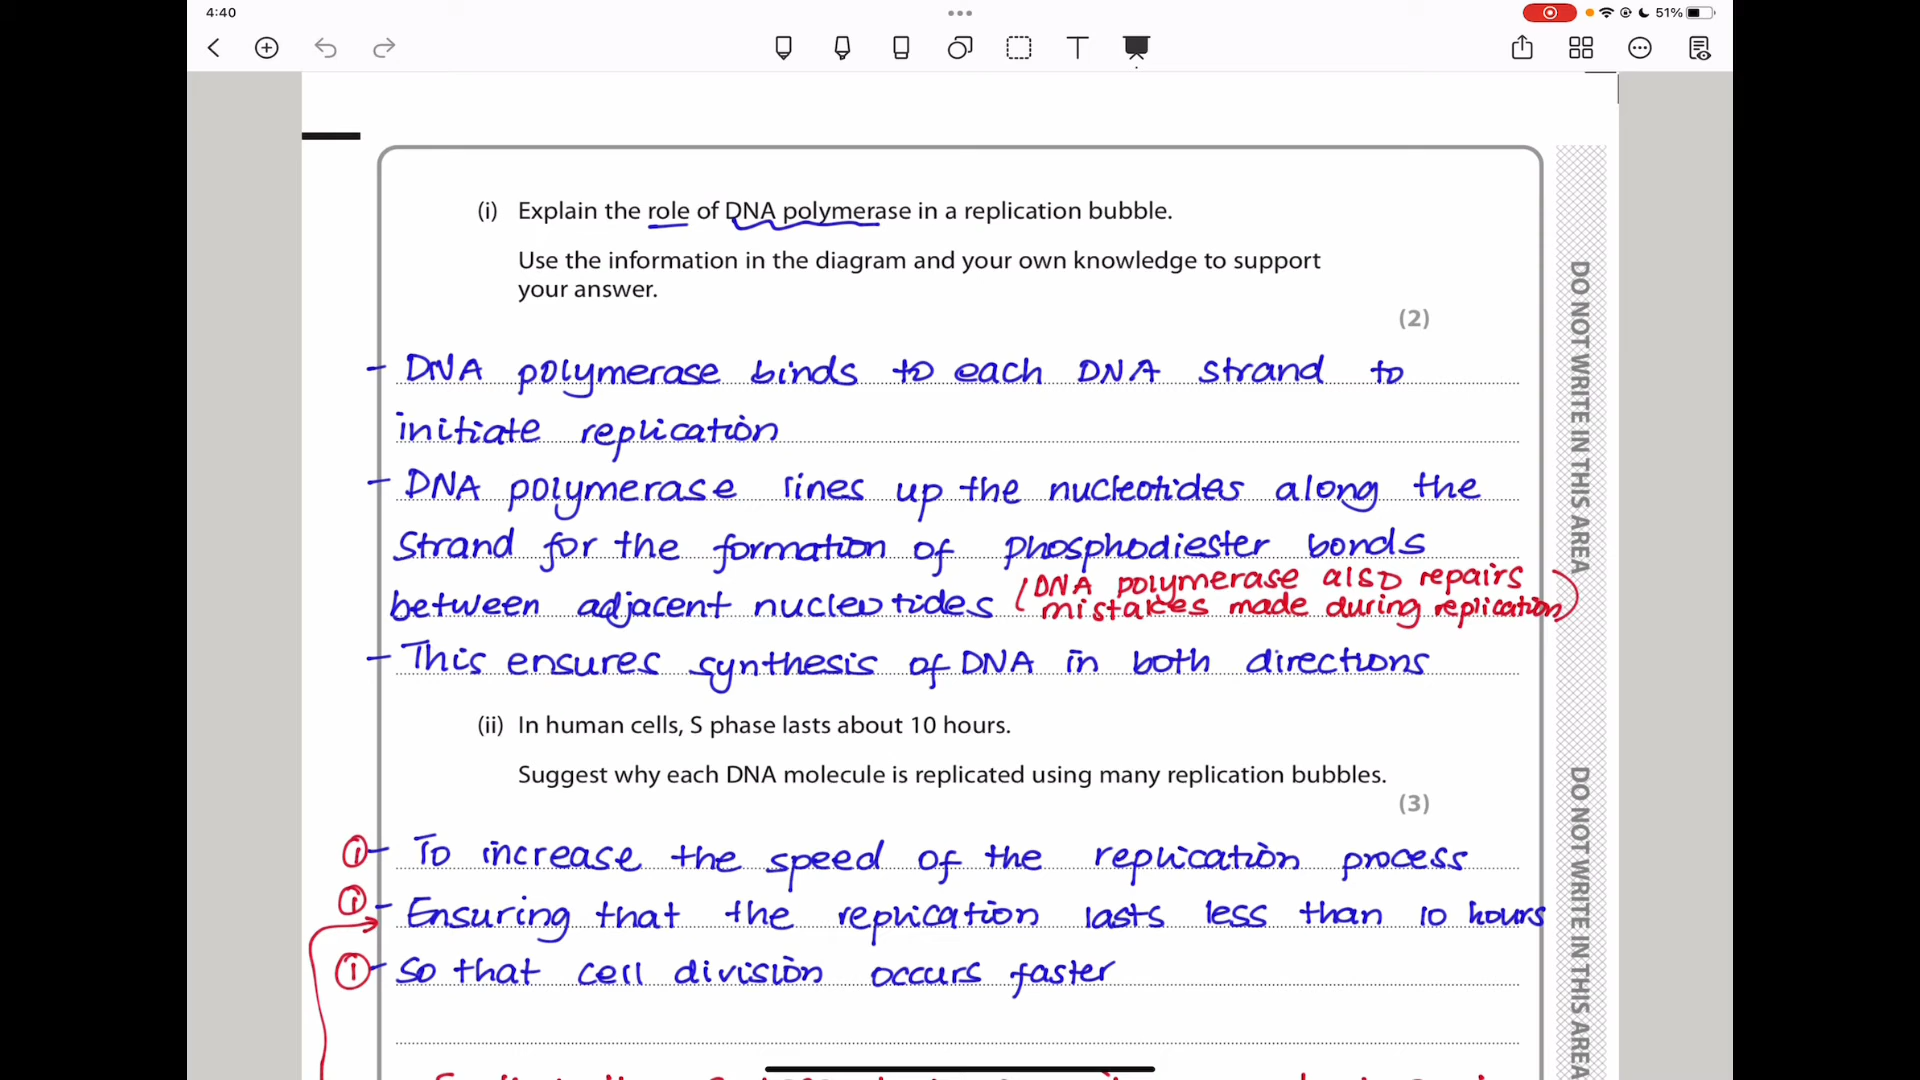 4:40
51%
(i) Explain the role of DNA polymerase in a replication bubble.
Use the information in the diagram and your own knowledge to support
your answer.
(2)
- DNA polymerase binds to each DNA strand to
initiate replication
- DNA polymerase lines up the nucleotides along the
strand for the formation of phosphodiester bonds
between adjacent nucleotides (DNA polymerase also repairs
mistakes made during replication)
- This ensures synthesis of DNA in both directions
(ii) In human cells, S phase lasts about 10 hours.
Suggest why each DNA molecule is replicated using many replication bubbles.
(3)
① - To increase the speed of the replication process
① - Ensuring that the replication lasts less than 10 hours
① - so that cell division occurs faster
DO NOT WRITE IN THIS AREA
DO NOT WRITE IN THIS AREA